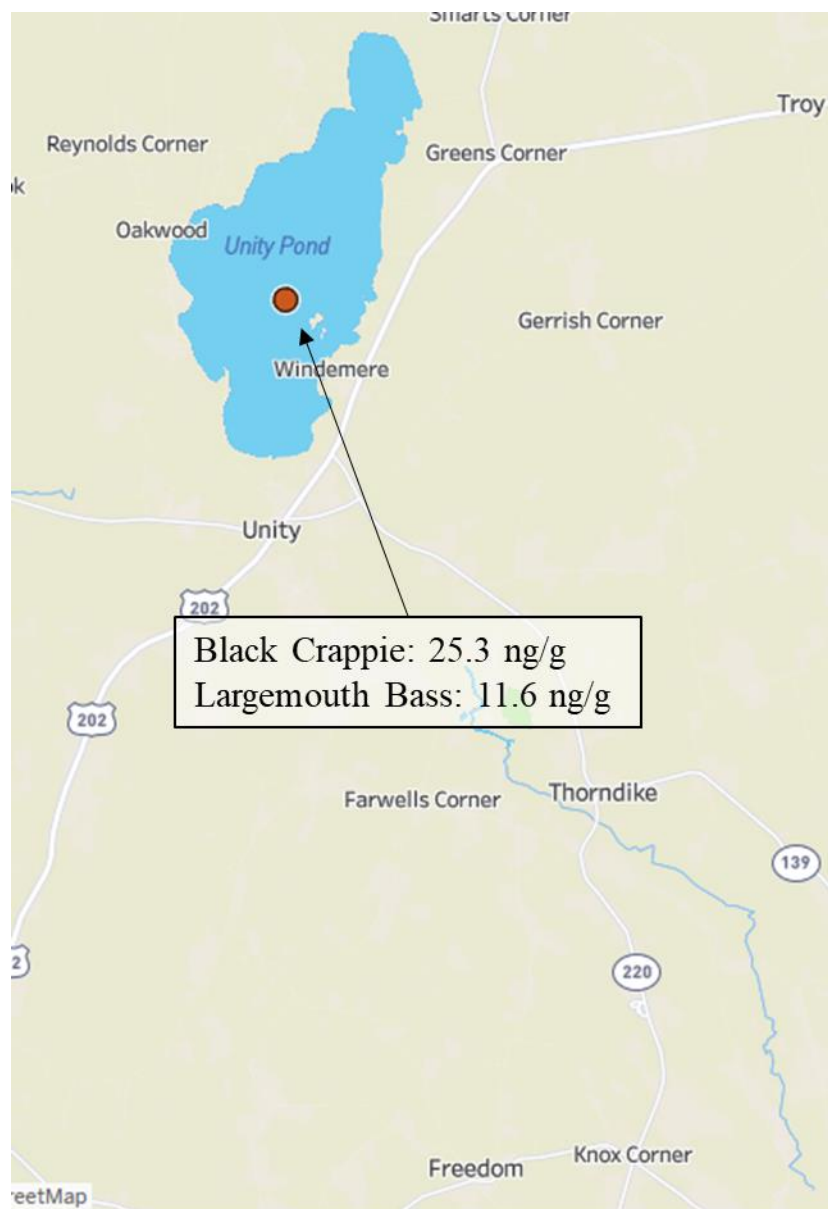 Smarts Corner
Troy
Reynolds Corner
Greens Corner
ok
Oakwood
Unity Pond
Gerrish Corner
Windemere
Unity
202
Black Crappie: 25.3 ng/g
Largemouth Bass: 11.6 ng/g
202
Farwells Corner
Thorndike
139
2
220
Knox Corner
Freedom
reetMap